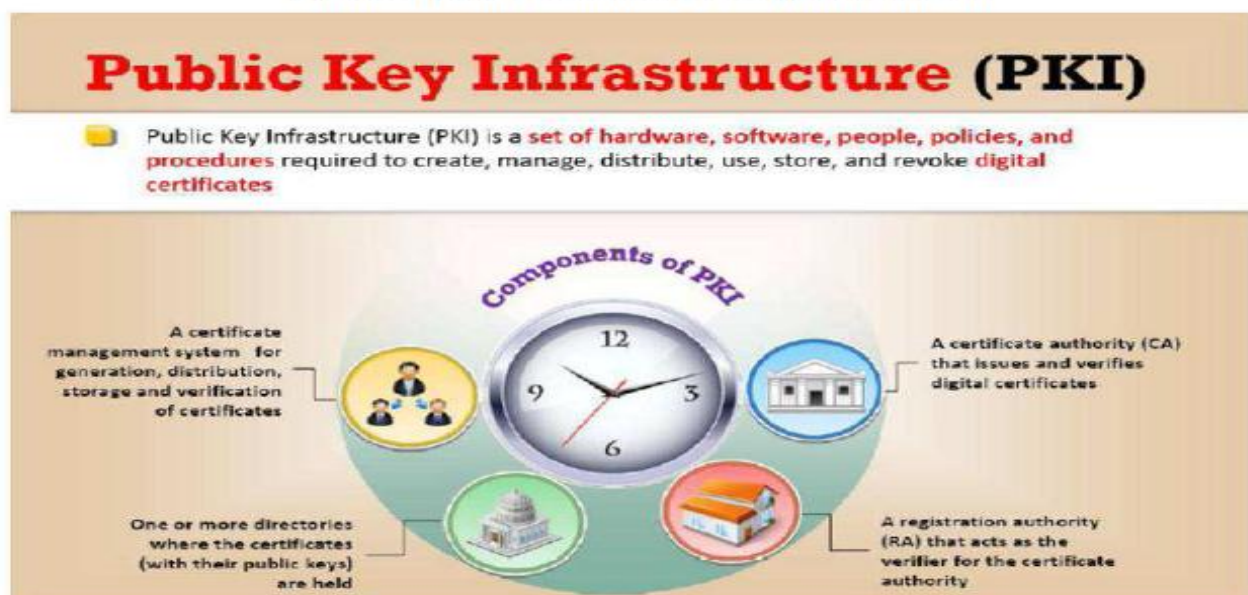 Public Key Infrastructure (PKI)
Public Key Infrastructure (PKI) is a set of hardware, software, people, policies, and
procedures required to create, manage, distribute, use, store, and revoke digital
certificates
Components of PKI
A certificate
management system for
generation, distribution,
storage and verification
of certificates
12
3
6
9
A certificate authority (CA)
that issues and verifies
digital certificates
One or more directories
where the certificates
(with their public keys)
are held
A registration authority
(RA) that acts as the
verifier for the certificate
authority